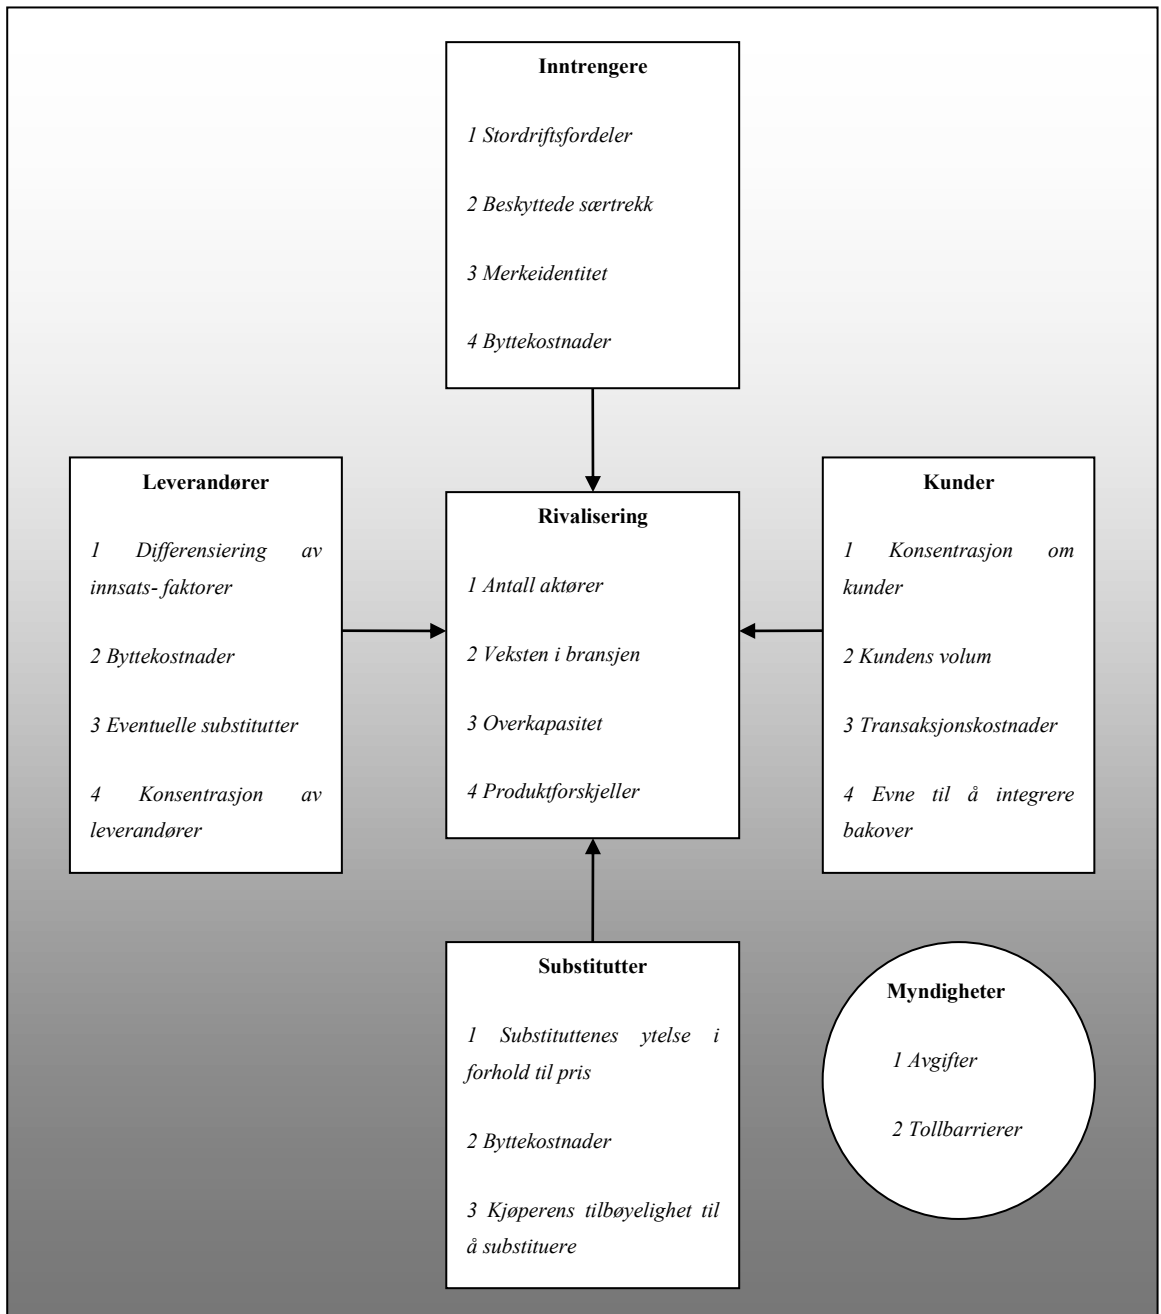 Inntrengere
1 Stordriftsfordeler
2 Beskyttede særtrekk
3 Merkeidentitet
4 Byttekostnader
Leverandører
1 Differensiering av
innsats- faktorer
2 Byttekostnader
3 Eventuelle substitutter
4 Konsentrasjon av
leverandører
Rivalisering
1 Antall aktører
2 Veksten i bransjen
3 Overkapasitet
4 Produktforskjeller
Kunder
1 Konsentrasjon om
kunder
2 Kundens volum
3 Transaksjonskostnader
4 Evne til å integrere
bakover
Substitutter
1 Substituttenes ytelse i
forhold til pris
2 Byttekostnader
3 Kjøperens tilbøyelighet til
å substituere
Myndigheter
1 Avgifter
2 Tollbarrierer